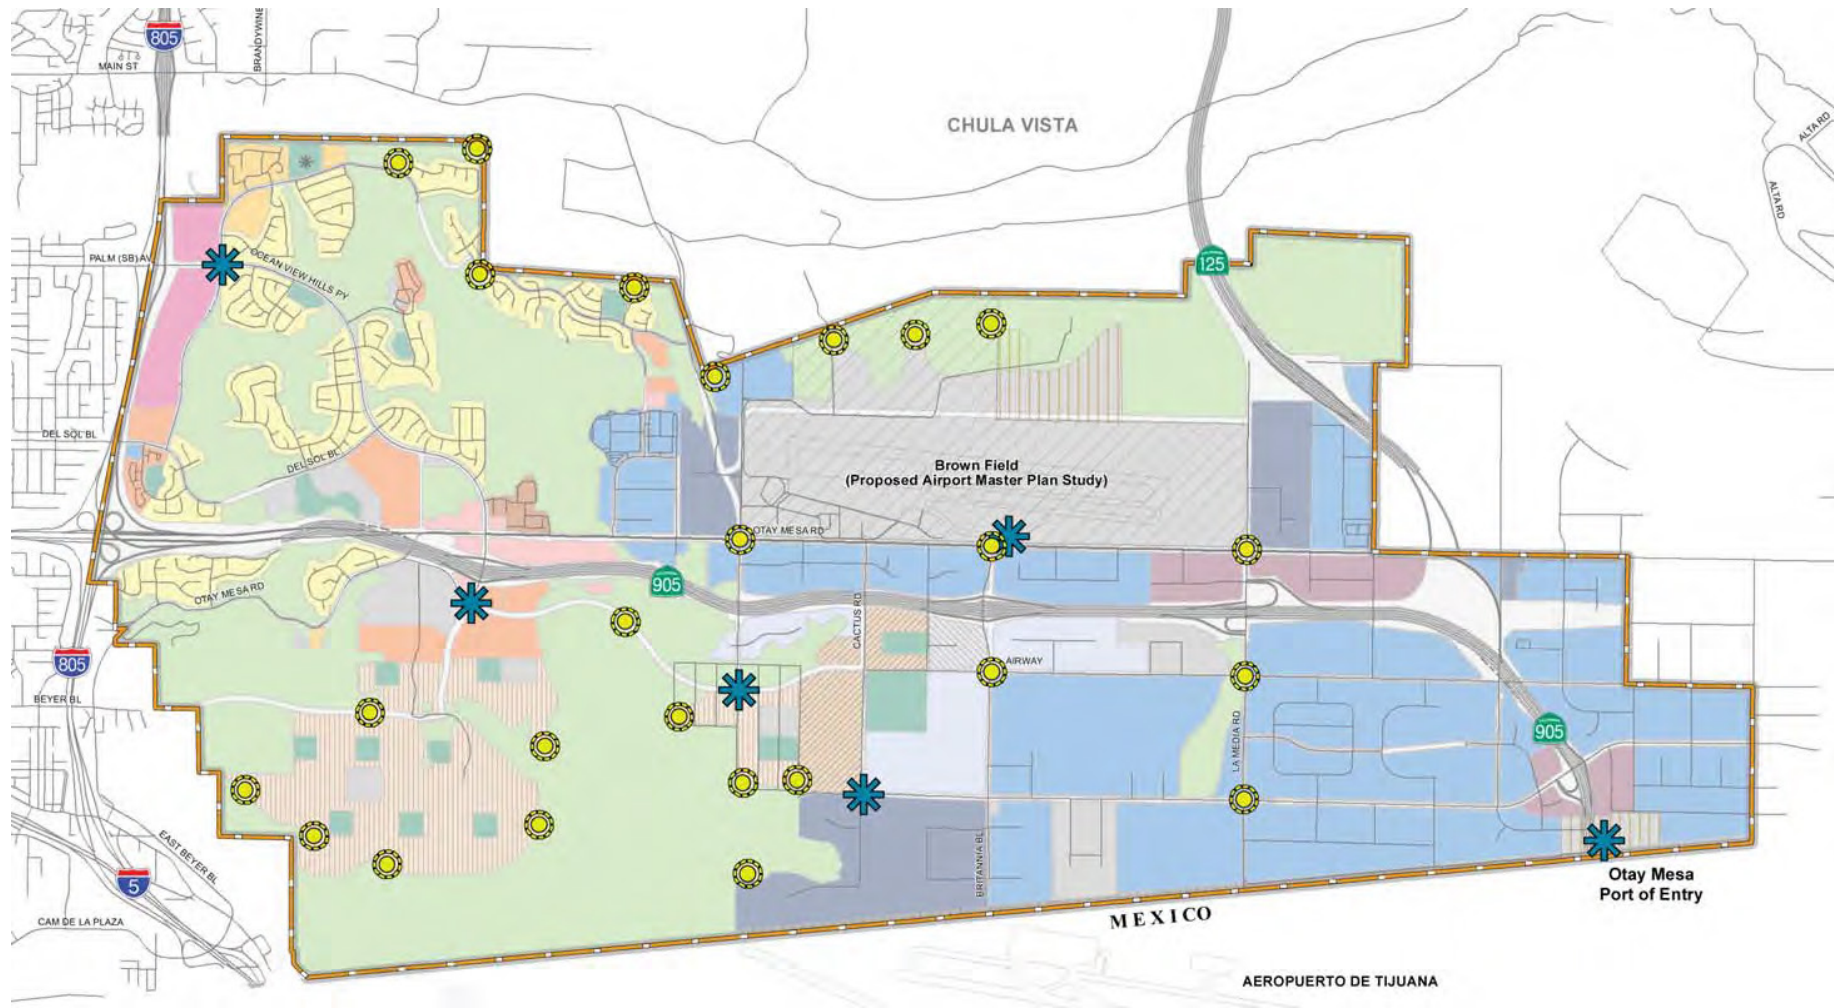 805
MAIN ST
BRANDYWINE
CHULA VISTA
ALTA RD
ALTA RD
PALM (SB) AV
OCEAN VIEW HILLS PY
125
DEL SOL BL
DEL SOL BL
Brown Field
(Proposed Airport Master Plan Study)
OTAY MESA RD
OTAY MESA RD
905
CACTUS RD
805
AIRWAY
BEYER BL
LA MEDIA RD
905
EAST BEYER BL
BRITANNIA BL
5
Otay Mesa
Port of Entry
CAM DE LA PLAZA
MEXICO
AEROPUERTO DE TIJUANA